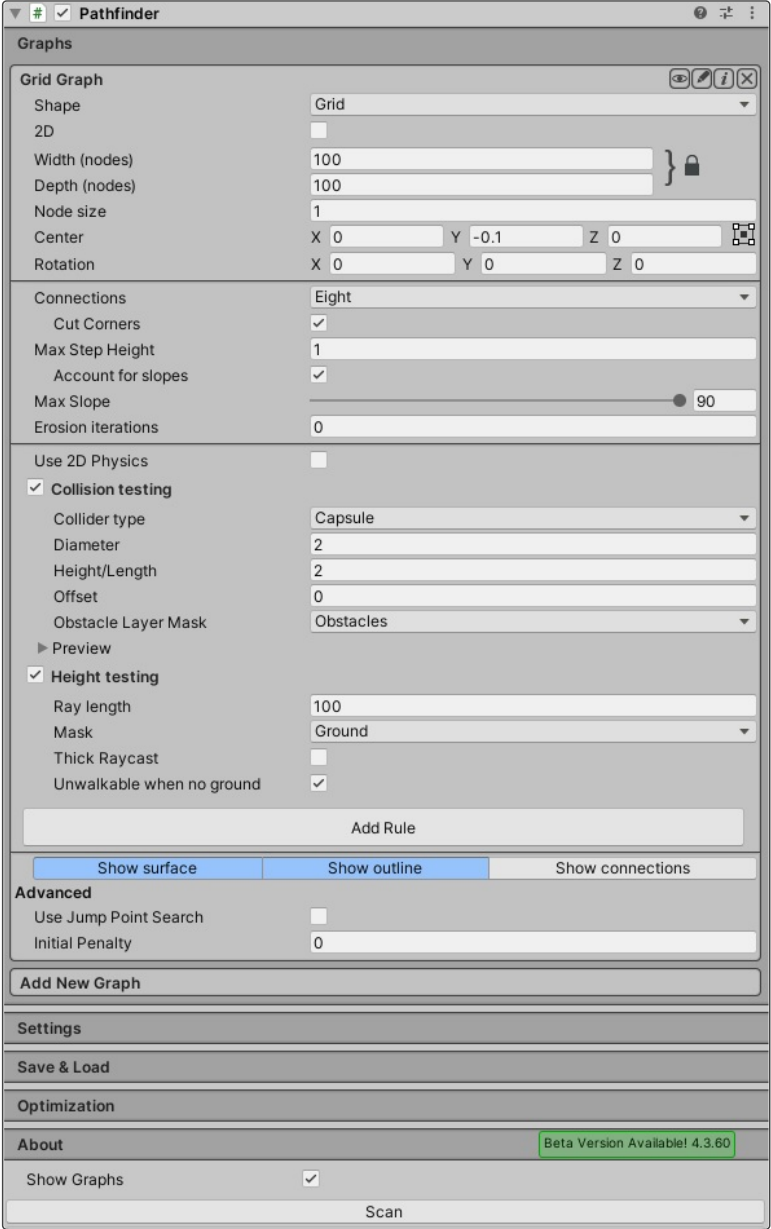 Pathfinder
Graphs
Grid Graph
Shape Grid
2D
Width (nodes) 100
Depth (nodes) 100
Node size 1
Center X 0 Y -0.1 Z 0
Rotation X 0 Y 0 Z 0
Connections Eight
Cut Corners
Max Step Height 1
Account for slopes
Max Slope 90
Erosion iterations 0
Use 2D Physics
Collision testing
Collider type Capsule
Diameter 2
Height/Length 2
Offset 0
Obstacle Layer Mask Obstacles
Preview
Height testing
Ray length 100
Mask Ground
Thick Raycast
Unwalkable when no ground
Add Rule
Show surface Show outline Show connections
Advanced
Use Jump Point Search
Initial Penalty 0
Add New Graph
Settings
Save & Load
Optimization
About Beta Version Available! 4.3.60
Show Graphs
Scan